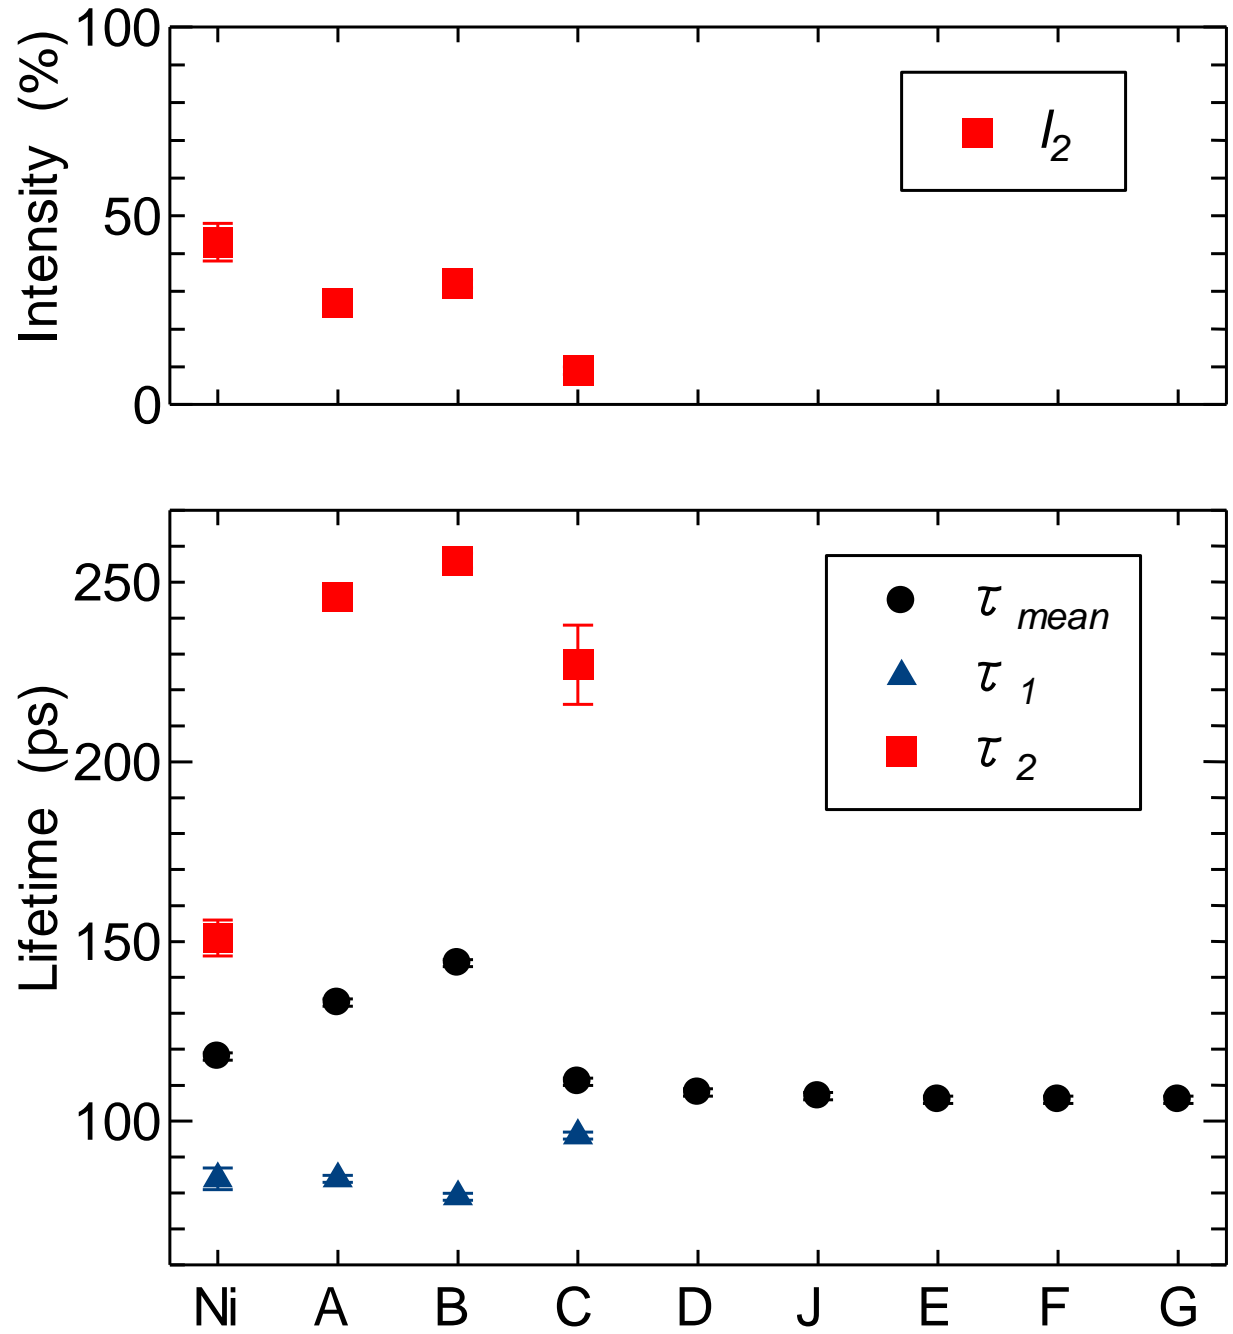 Intensity (%)
100
50
0
I2
Lifetime (ps)
250
200
150
100
τ mean
τ 1
τ 2
Ni A B C D J E F G